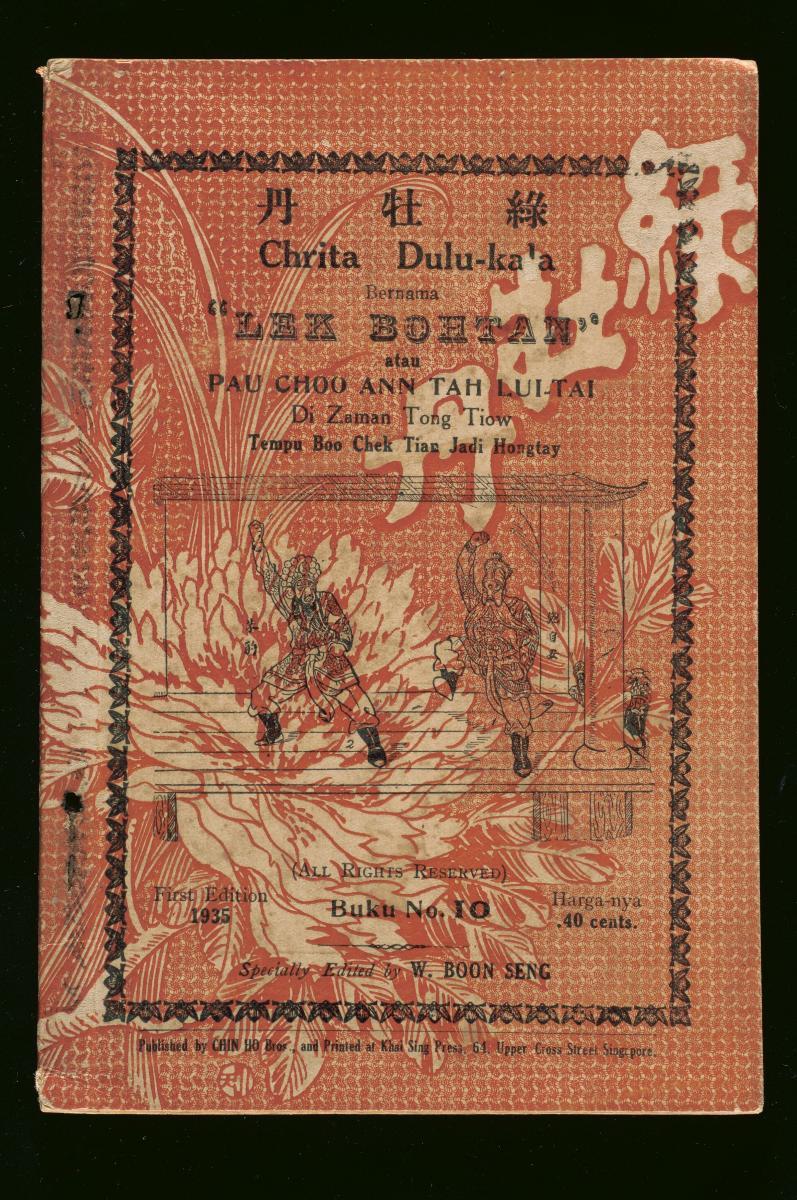 綠牡丹
丹 牡 綠
Chrita Dulu-ka'a
Bernama
"LEK BOHTAN"
atau
PAU CHOO ANN TAH LUI-TAI
Di Zaman Tong Tiow
Tempu Boo Chek Tian Jadi Hongtay
2
(ALL RIGHTS RESERVED)
First Edition
1935
Buku No. 10
Harga-nya
.40 cents.
Specially Edited by W. BOON SENG
Published by CHIN HO Bros., and Printed at Khai Sing Press, 64, Upper Cross Street Singapore.